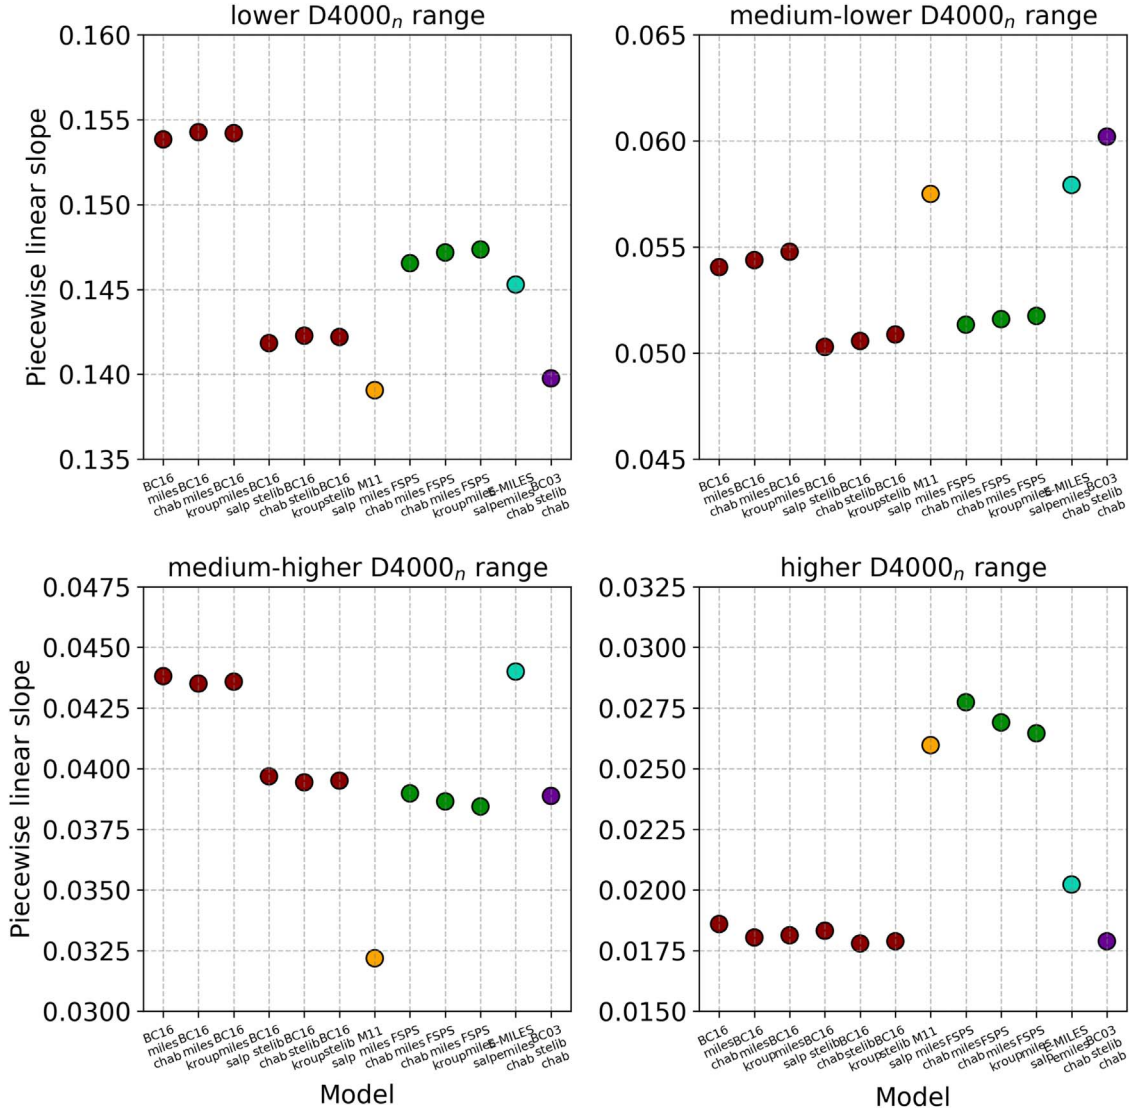 lower D4000n range
0.160
0.155
0.150
0.145
0.140
0.135
Piecewise linear slope
BC16
miles
chab
BC16
miles
kroup
BC16
miles
salp
BC16
stelib
chab
BC16
stelib
kroup
BC16
stelib
salp
M11
miles
chab
FSPS
miles
chab
FSPS
miles
kroup
FSPS
miles
salp
E-MILES
emiles
chab
BC03
stelib
chab
medium-lower D4000n range
0.065
0.060
0.055
0.050
0.045
BC16
miles
chab
BC16
miles
kroup
BC16
miles
salp
BC16
stelib
chab
BC16
stelib
kroup
BC16
stelib
salp
M11
miles
chab
FSPS
miles
chab
FSPS
miles
kroup
FSPS
miles
salp
E-MILES
emiles
chab
BC03
stelib
chab
medium-higher D4000n range
0.0475
0.0450
0.0425
0.0400
0.0375
0.0350
0.0325
0.0300
Piecewise linear slope
BC16
miles
chab
BC16
miles
kroup
BC16
miles
salp
BC16
stelib
chab
BC16
stelib
kroup
BC16
stelib
salp
M11
miles
chab
FSPS
miles
chab
FSPS
miles
kroup
FSPS
miles
salp
E-MILES
emiles
chab
BC03
stelib
chab
Model
higher D4000n range
0.0325
0.0300
0.0275
0.0250
0.0225
0.0200
0.0175
0.0150
BC16
miles
chab
BC16
miles
kroup
BC16
miles
salp
BC16
stelib
chab
BC16
stelib
kroup
BC16
stelib
salp
M11
miles
chab
FSPS
miles
chab
FSPS
miles
kroup
FSPS
miles
salp
E-MILES
emiles
chab
BC03
stelib
chab
Model